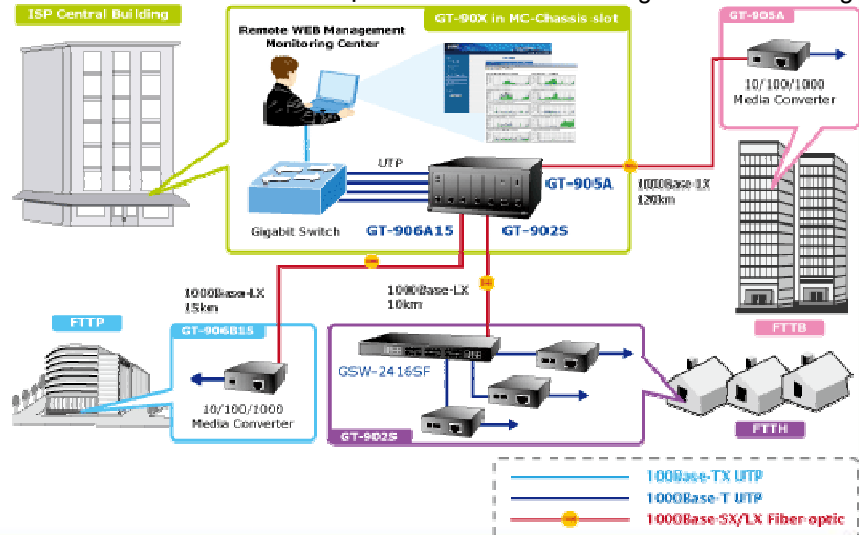 ISP Central Building
Remote WEB Management
Monitoring Center
GT-90X in MC-Chassis slot
GT-905A
10/100/1000
Media Converter
UTP
GT-905A
1000Base-LX
120km
Gigabit Switch
GT-906A15
GT-902S
1000Base-LX
15km
1000Base-LX
10km
FTTP
GT-906B15
10/100/1000
Media Converter
GSW-2416SF
GT-902S
FTTB
FTTH
100Base-TX UTP
1000Base-T UTP
1000Base-SX/LX Fiber-optic